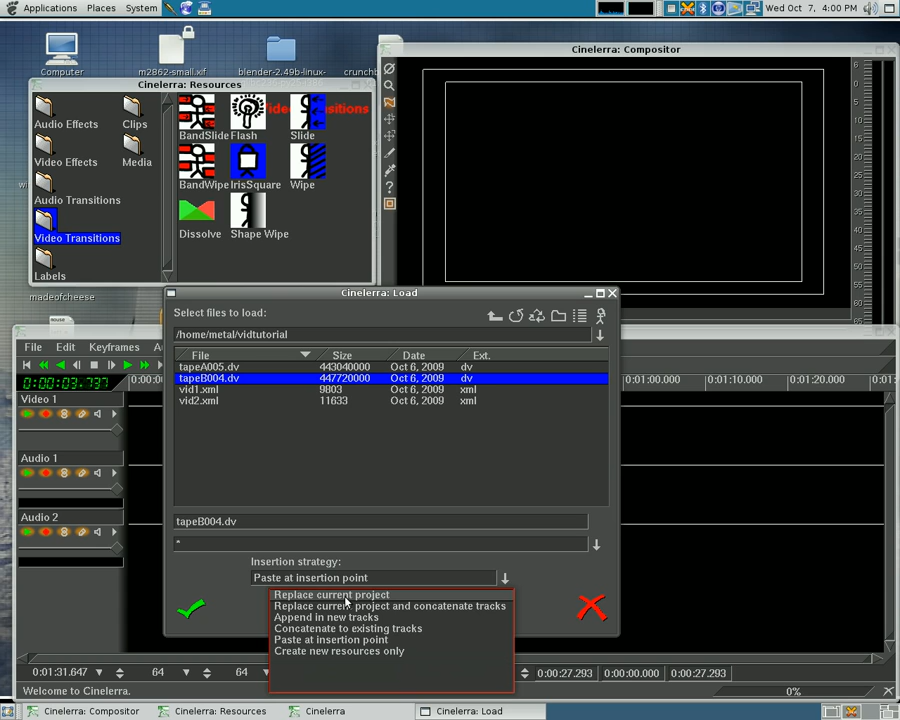 Applications Places System
Wed Oct 7, 4:00 PM
Computer
m2862-small.xif
blender-2.49b-linux-
crunchb
Cinelerra: Compositor
Cinelerra: Resources
Audio Effects
Clips
Video Effects
Media
Audio Transitions
Video Transitions
Labels
BandSlide Flash Slide
BandWipe IrisSquare Wipe
Dissolve Shape Wipe
madeofcheese
Cinelerra: Load
Select files to load:
/home/metal/vidtutorial
File Size Date Ext.
tapeA005.dv 443040000 Oct 6, 2009 dv
tapeB004.dv 447720000 Oct 6, 2009 dv
vid1.xml 9803 Oct 6, 2009 xml
vid2.xml 11633 Oct 6, 2009 xml
tapeB004.dv
*
Insertion strategy:
Paste at insertion point
Replace current project
Replace current project and concatenate tracks
Append in new tracks
Concatenate to existing tracks
Paste at insertion point
Create new resources only
File Edit Keyframes
0:00:03.737
0:01:00.000 0:01:10.000 0:01:20.000
Video 1
Audio 1
Audio 2
0:01:31.647 64 64
0:00:27.293 0:00:00.000 0:00:27.293
Welcome to Cinelerra.
0%
Cinelerra: Compositor
Cinelerra: Resources
Cinelerra
Cinelerra: Load